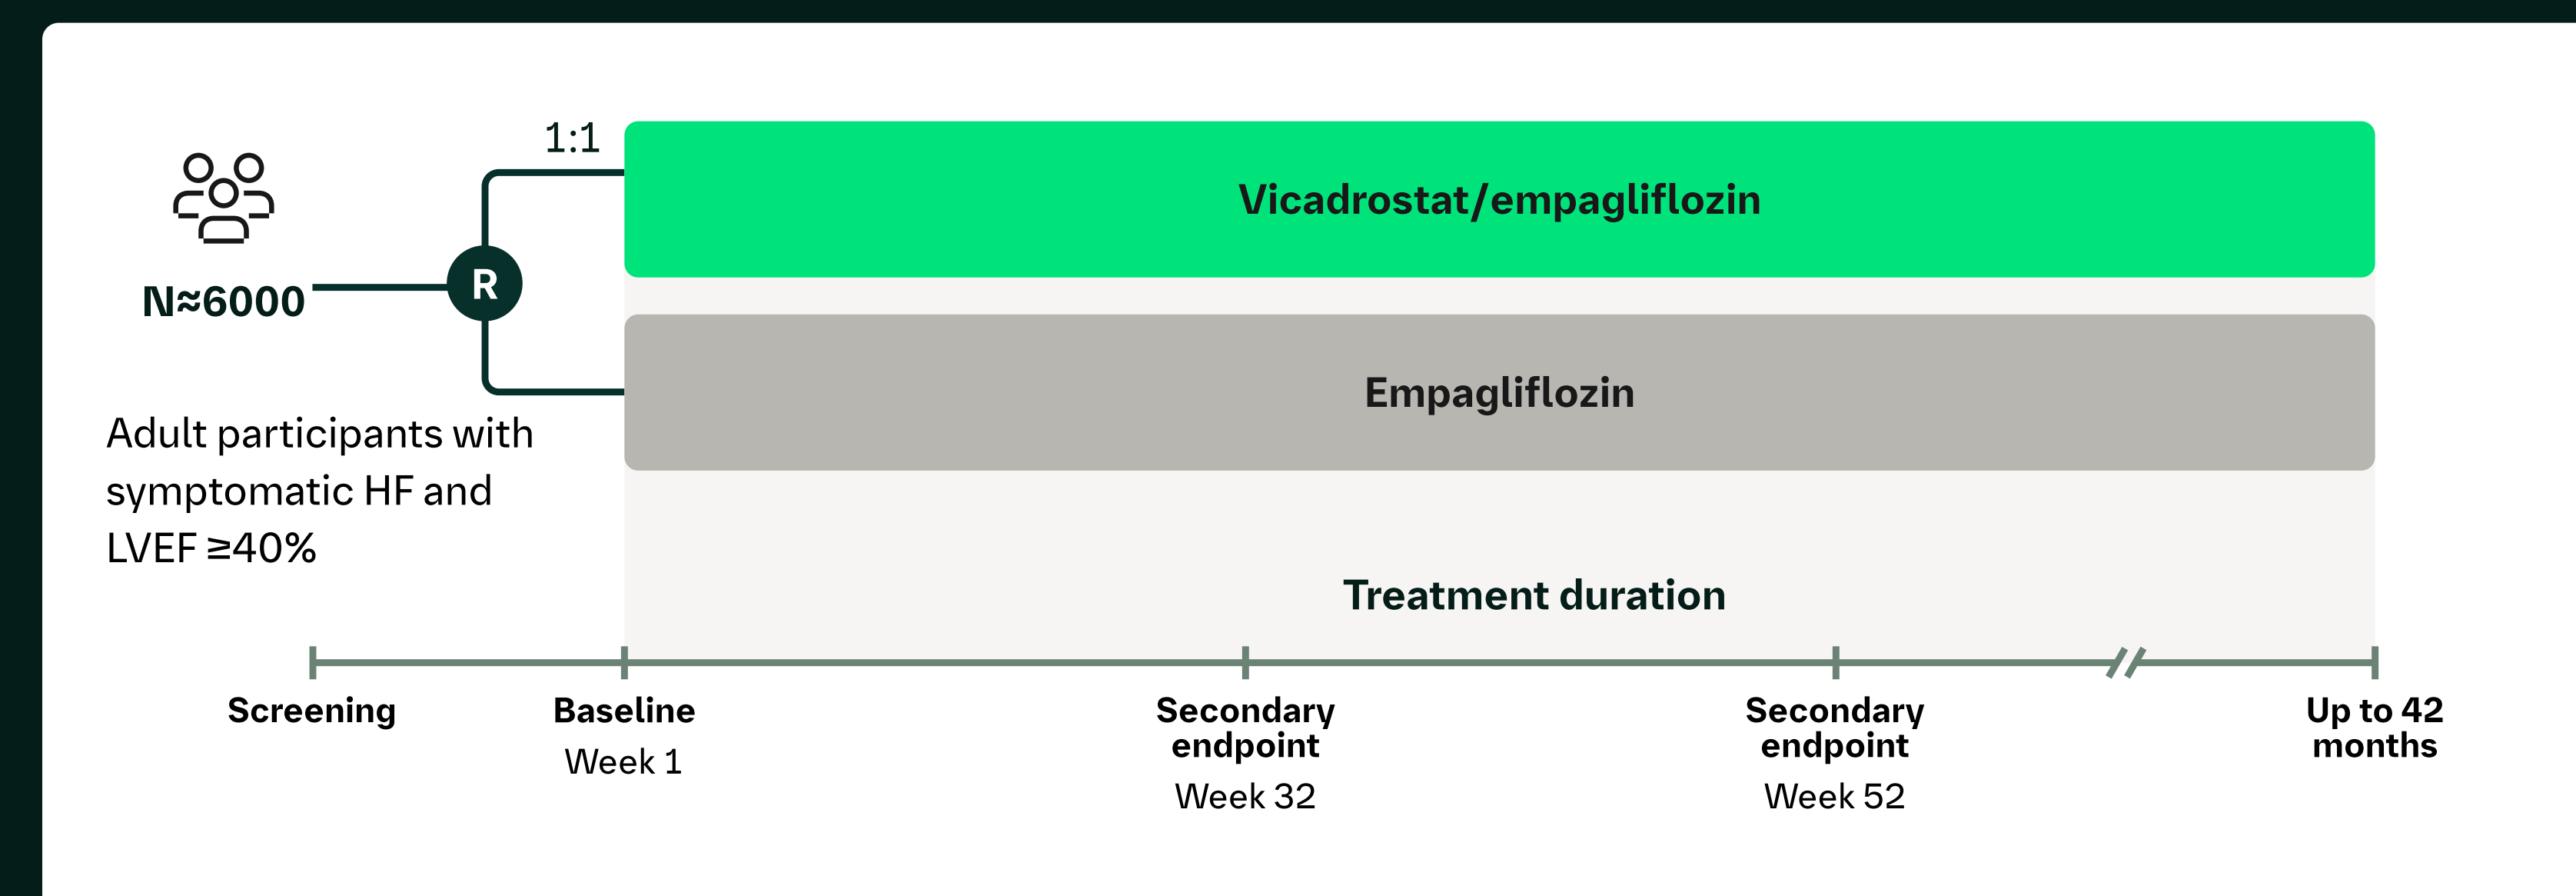 1:1
Vicadrostat/empagliflozin
N≈6000
R
Empagliflozin
Adult participants with
symptomatic HF and
LVEF ≥40%
Treatment duration
Screening
Baseline
Week 1
Secondary
endpoint
Week 32
Secondary
endpoint
Week 52
Up to 42
months